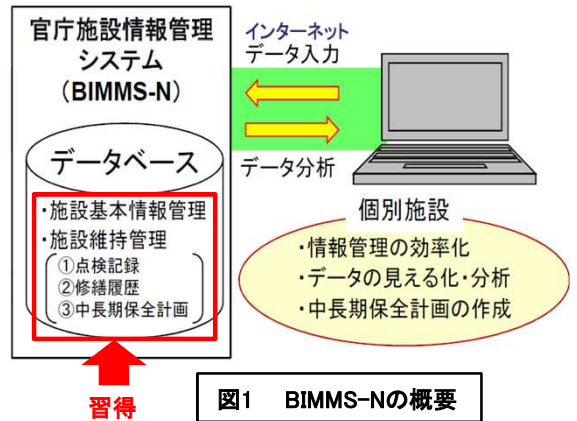 官庁施設情報管理
システム
（BIMMS-N）
データベース
・施設基本情報管理
・施設維持管理
①点検記録
②修繕履歴
③中長期保全計画
習得
インターネット
データ入力
データ分析
個別施設
・情報管理の効率化
・データの見える化・分析
・中長期保全計画の作成
図1　BIMMS-Nの概要